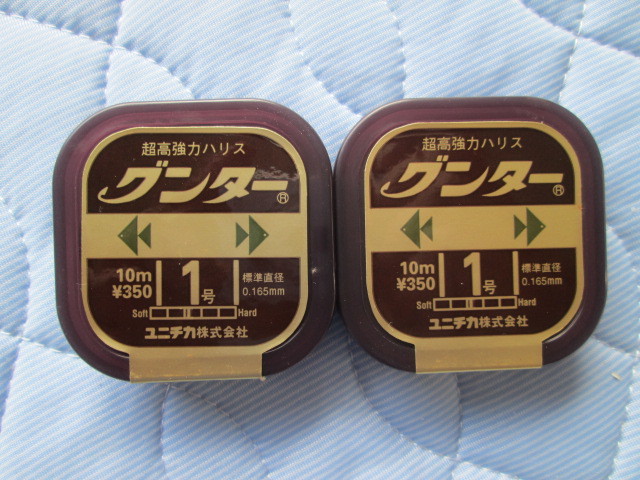 超高強力ハリス
グンター®
10m
¥350
1号
標準直径
0.165mm
Soft Hard
ユニチカ株式会社
超高強力ハリス
グンター®
10m
¥350
1号
標準直径
0.165mm
Soft Hard
ユニチカ株式会社